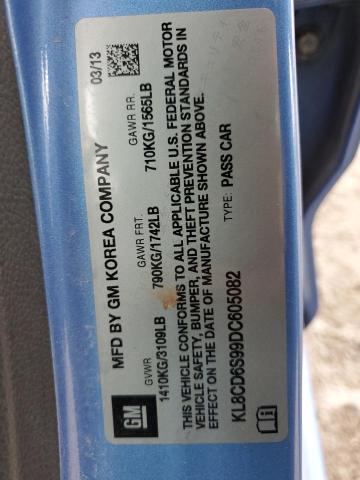 MFD BY GM KOREA COMPANY 03/13
GVWR GAWR FRT. GAWR RR.
1410KG/3109LB 790KG/1742LB 710KG/1565LB
THIS VEHICLE CONFORMS TO ALL APPLICABLE U.S. FEDERAL MOTOR
VEHICLE SAFETY, BUMPER, AND THEFT PREVENTION STANDARDS IN
EFFECT ON THE DATE OF MANUFACTURE SHOWN ABOVE.
KL8CD6S99DC605082 TYPE: PASS CAR
GM